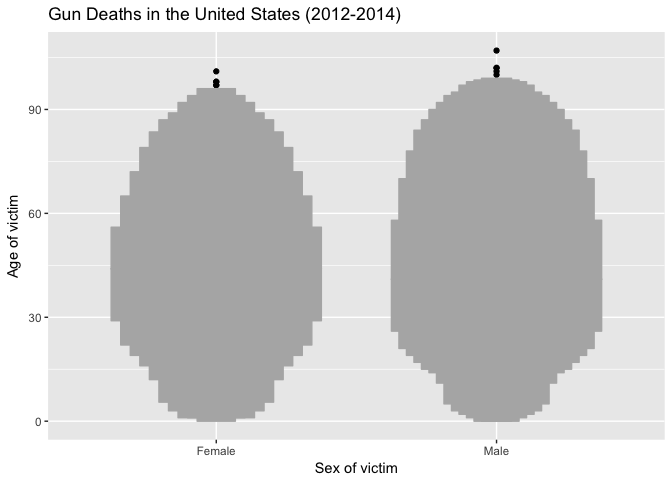 Gun Deaths in the United States (2012-2014)
Age of victim
90
60
30
0
Female Male
Sex of victim